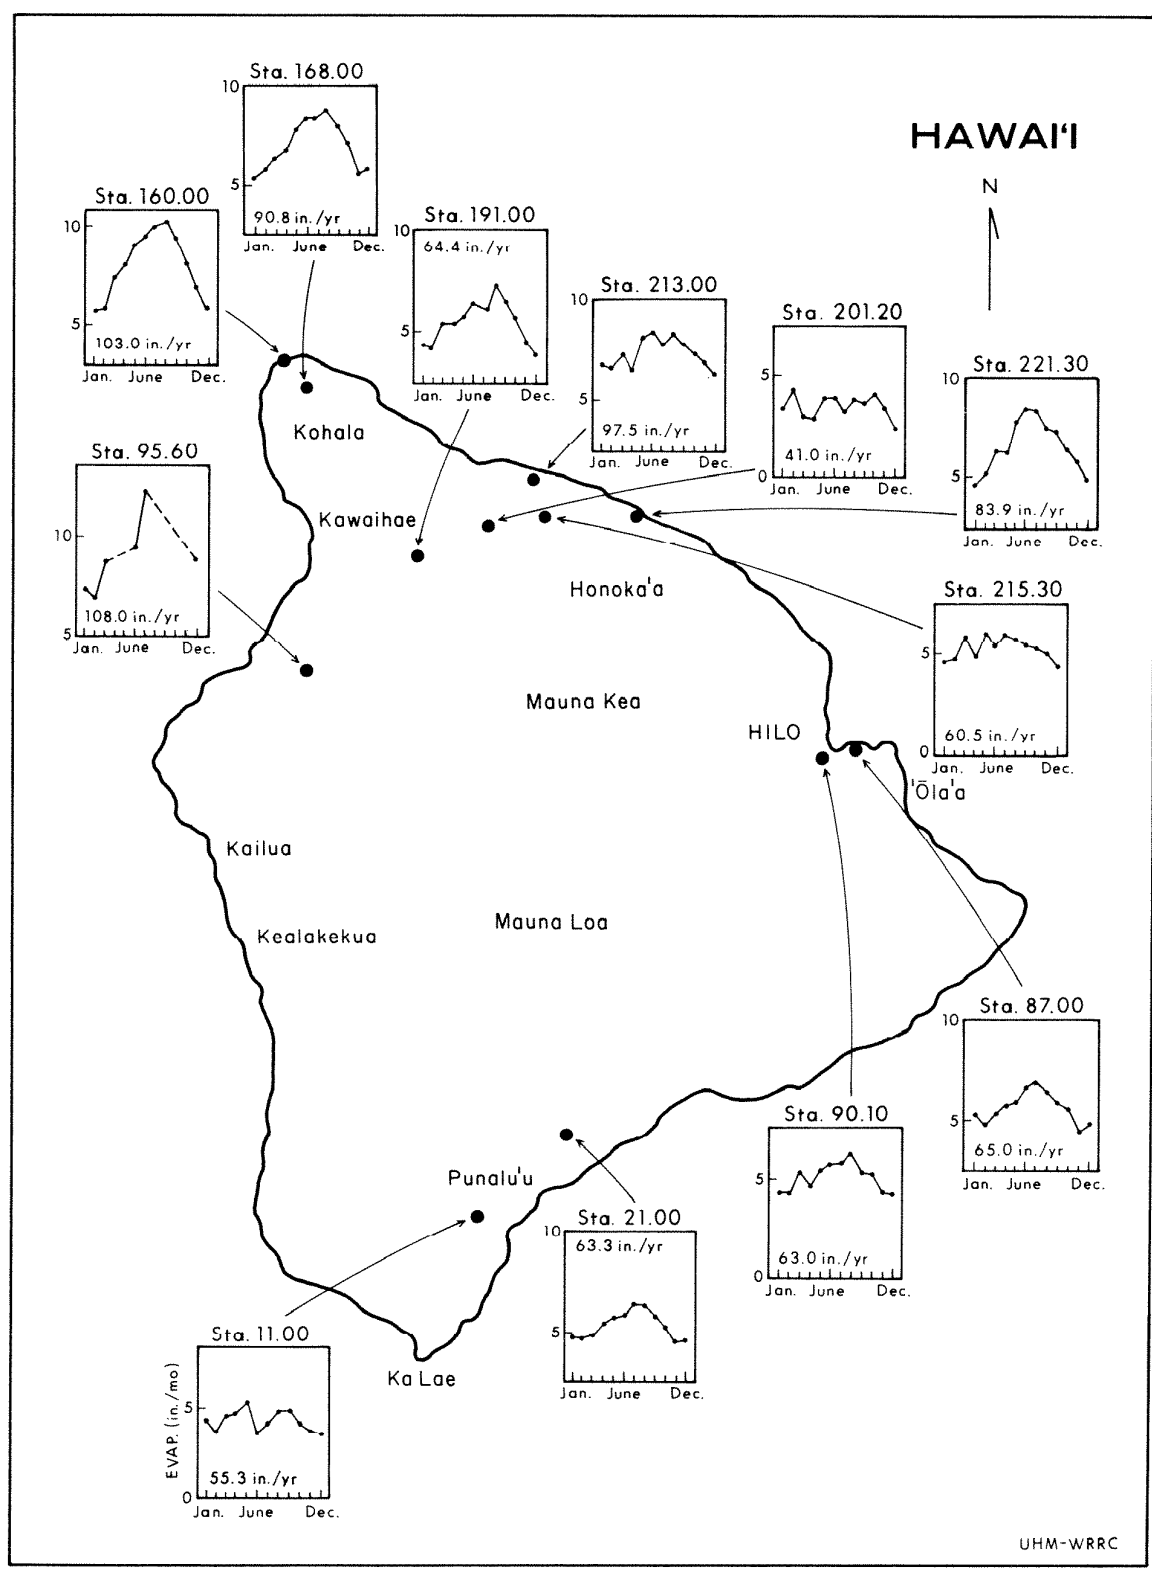 HAWAI'I
N
Sta. 168.00
10
5
90.8 in./yr
Jan. June Dec.
Sta. 160.00
10
5
103.0 in./yr
Jan. June Dec.
Sta. 191.00
64.4 in./yr
5
Jan. June Dec.
Sta. 213.00
10
5
97.5 in./yr
Jan. June Dec.
Sta. 201.20
5
41.0 in./yr
0
Jan. June Dec.
Sta. 221.30
10
5
83.9 in./yr
Jan. June Dec.
Sta. 95.60
10
108.0 in./yr
5
Jan. June Dec.
Sta. 215.30
5
60.5 in./yr
0
Jan. June Dec.
Kohala
Kawaihae
Honoka'a
Mauna Kea
HILO
'Ōla'a
Kailua
Kealakekua
Mauna Loa
Punalu'u
Ka Lae
Sta. 87.00
10
5
65.0 in./yr
Jan. June Dec.
Sta. 90.10
5
63.0 in./yr
0
Jan. June Dec.
Sta. 21.00
10
63.3 in./yr
5
Jan. June Dec.
Sta. 11.00
EVAP. (in./mo)
5
55.3 in./yr
0
Jan. June Dec.
UHM-WRRC